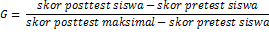 G = skor posttest siswa − skor pretest siswa
skor posttest maksimal − skor pretest siswa